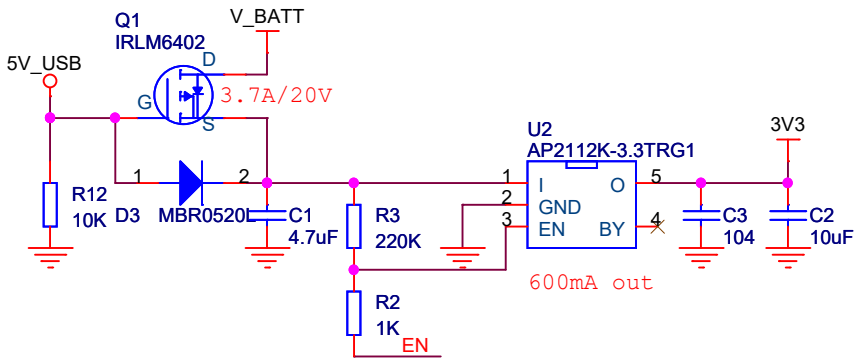 Q1
IRLM6402
V_BATT
5V_USB
D
G
3.7A/20V
S
U2
AP2112K-3.3TRG1
3V3
1
2
1
I
O
5
R12
10K
D3
MBR0520L
C1
4.7uF
R3
220K
2
GND
3
EN
BY
4
C3
104
C2
10uF
600mA out
R2
1K
EN